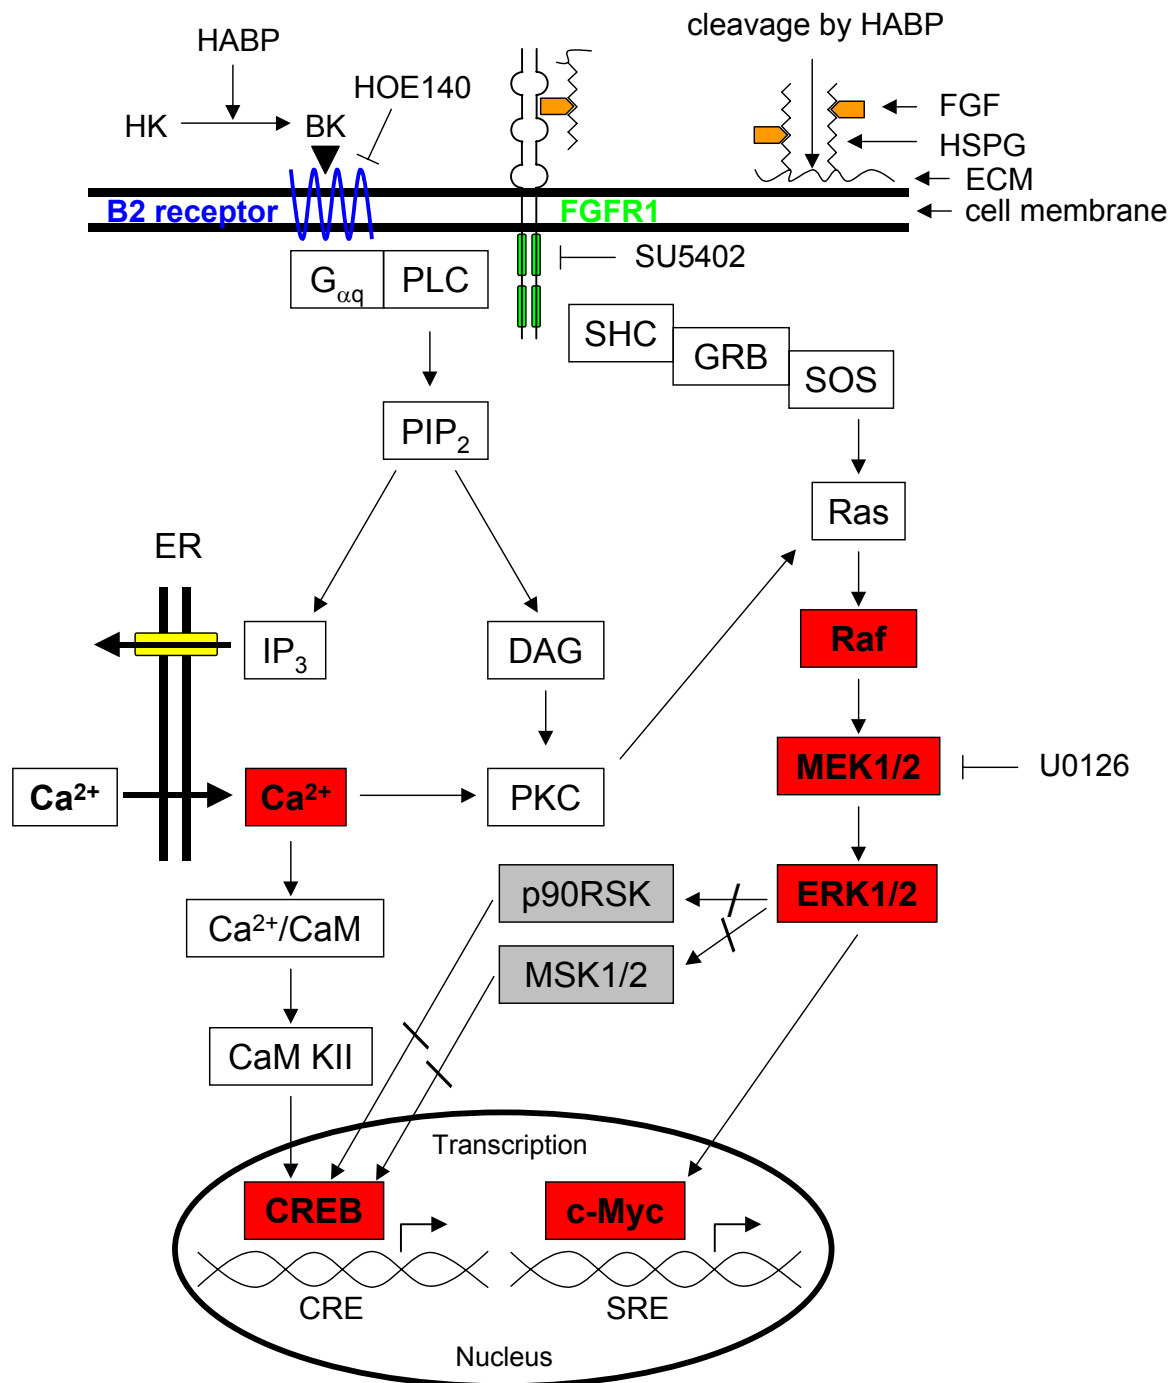 cleavage by HABP
HABP
HOE140
HK
BK
FGF
HSPG
ECM
B2 receptor
FGFR1
cell membrane
SU5402
Gαq
PLC
SHC
GRB
SOS
PIP2
Ras
ER
IP3
DAG
Raf
Ca2+
Ca2+
PKC
MEK1/2
U0126
p90RSK
ERK1/2
Ca2+/CaM
MSK1/2
CaM KII
Transcription
CREB
c-Myc
CRE
SRE
Nucleus